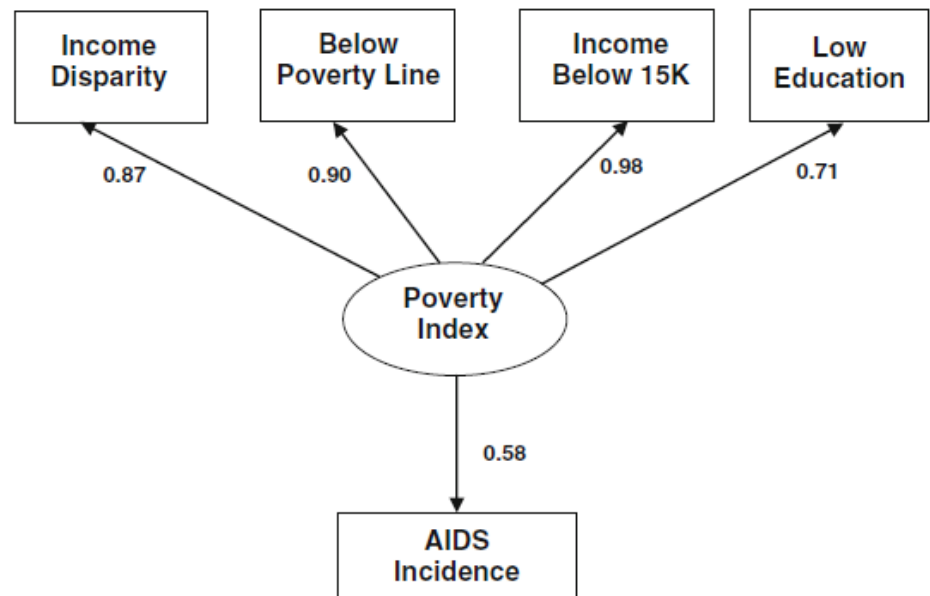 Income
Disparity
Below
Poverty Line
Income
Below 15K
Low
Education
0.87
0.90
0.98
0.71
Poverty
Index
0.58
AIDS
Incidence